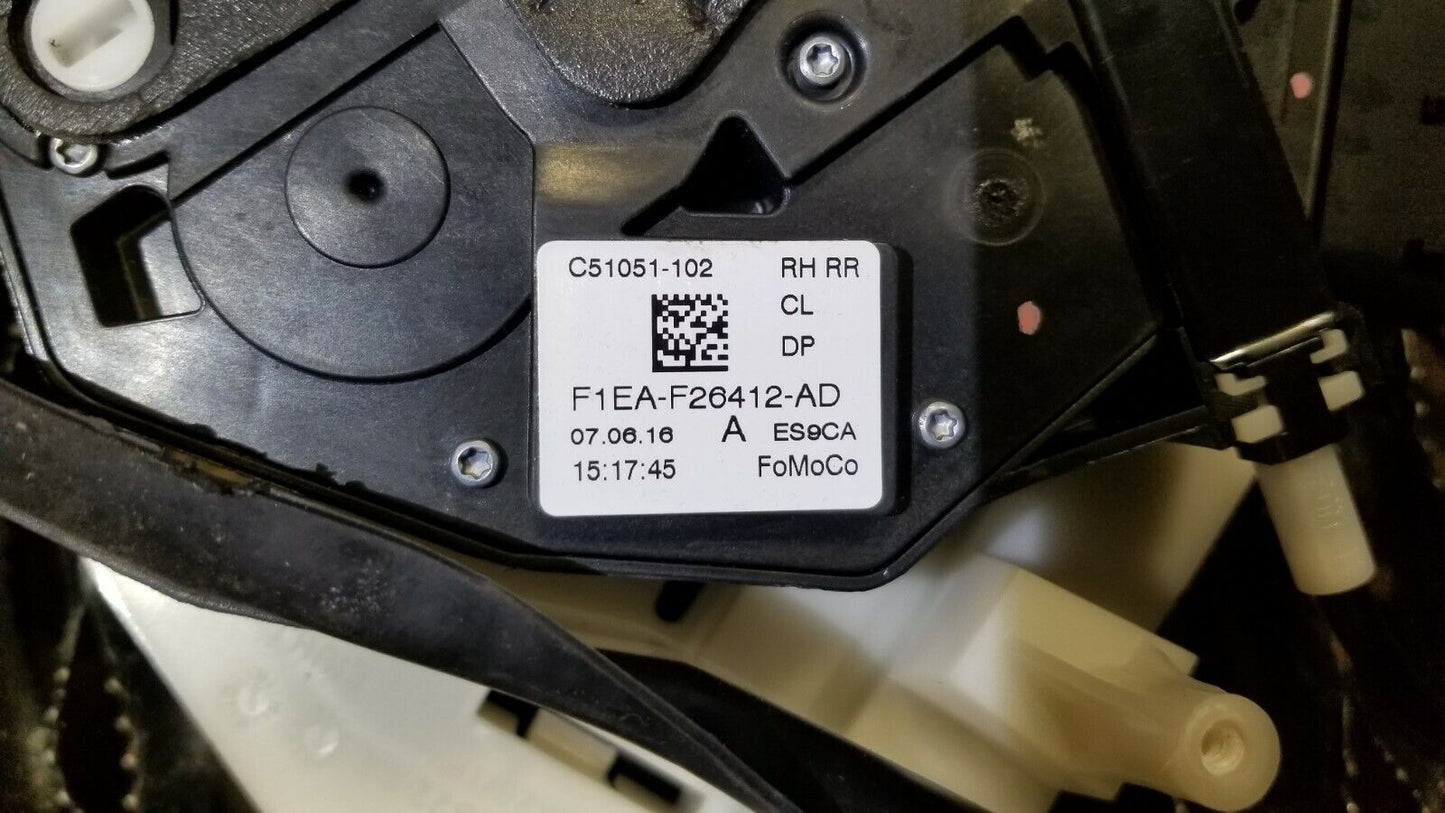 C51051-102 RH RR
CL
DP
F1EA-F26412-AD
07.06.16 A ES9CA
15:17:45 FoMoCo